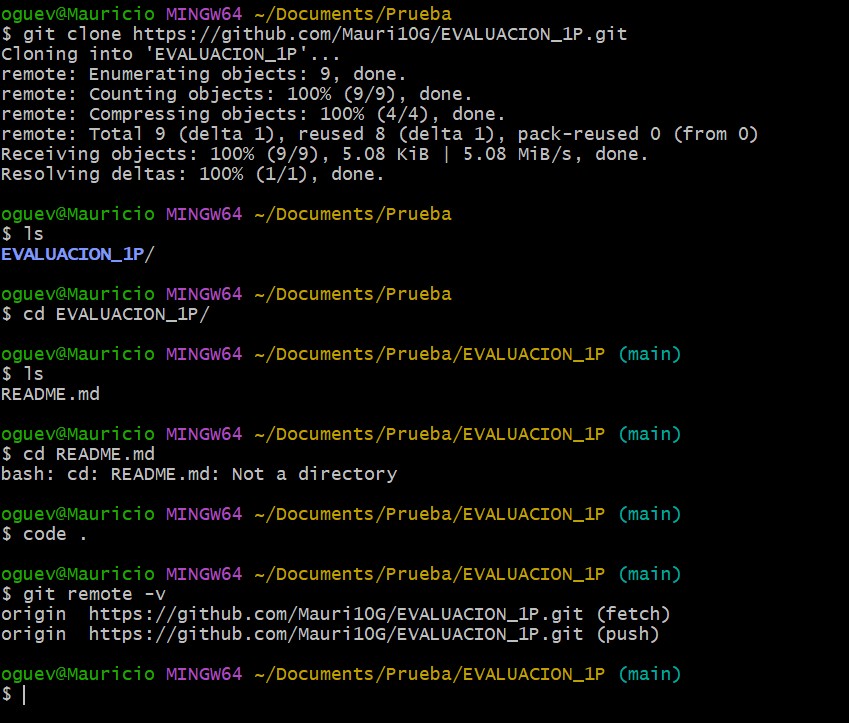 oguev@Mauricio MINGW64 ~/Documents/Prueba
$ git clone https://github.com/Mauri10G/EVALUACION_1P.git
Cloning into 'EVALUACION_1P'...
remote: Enumerating objects: 9, done.
remote: Counting objects: 100% (9/9), done.
remote: Compressing objects: 100% (4/4), done.
remote: Total 9 (delta 1), reused 8 (delta 1), pack-reused 0 (from 0)
Receiving objects: 100% (9/9), 5.08 KiB | 5.08 MiB/s, done.
Resolving deltas: 100% (1/1), done.
oguev@Mauricio MINGW64 ~/Documents/Prueba
$ ls
EVALUACION_1P/
oguev@Mauricio MINGW64 ~/Documents/Prueba
$ cd EVALUACION_1P/
oguev@Mauricio MINGW64 ~/Documents/Prueba/EVALUACION_1P (main)
$ ls
README.md
oguev@Mauricio MINGW64 ~/Documents/Prueba/EVALUACION_1P (main)
$ cd README.md
bash: cd: README.md: Not a directory
oguev@Mauricio MINGW64 ~/Documents/Prueba/EVALUACION_1P (main)
$ code .
oguev@Mauricio MINGW64 ~/Documents/Prueba/EVALUACION_1P (main)
$ git remote -v
origin  https://github.com/Mauri10G/EVALUACION_1P.git (fetch)
origin  https://github.com/Mauri10G/EVALUACION_1P.git (push)
oguev@Mauricio MINGW64 ~/Documents/Prueba/EVALUACION_1P (main)
$